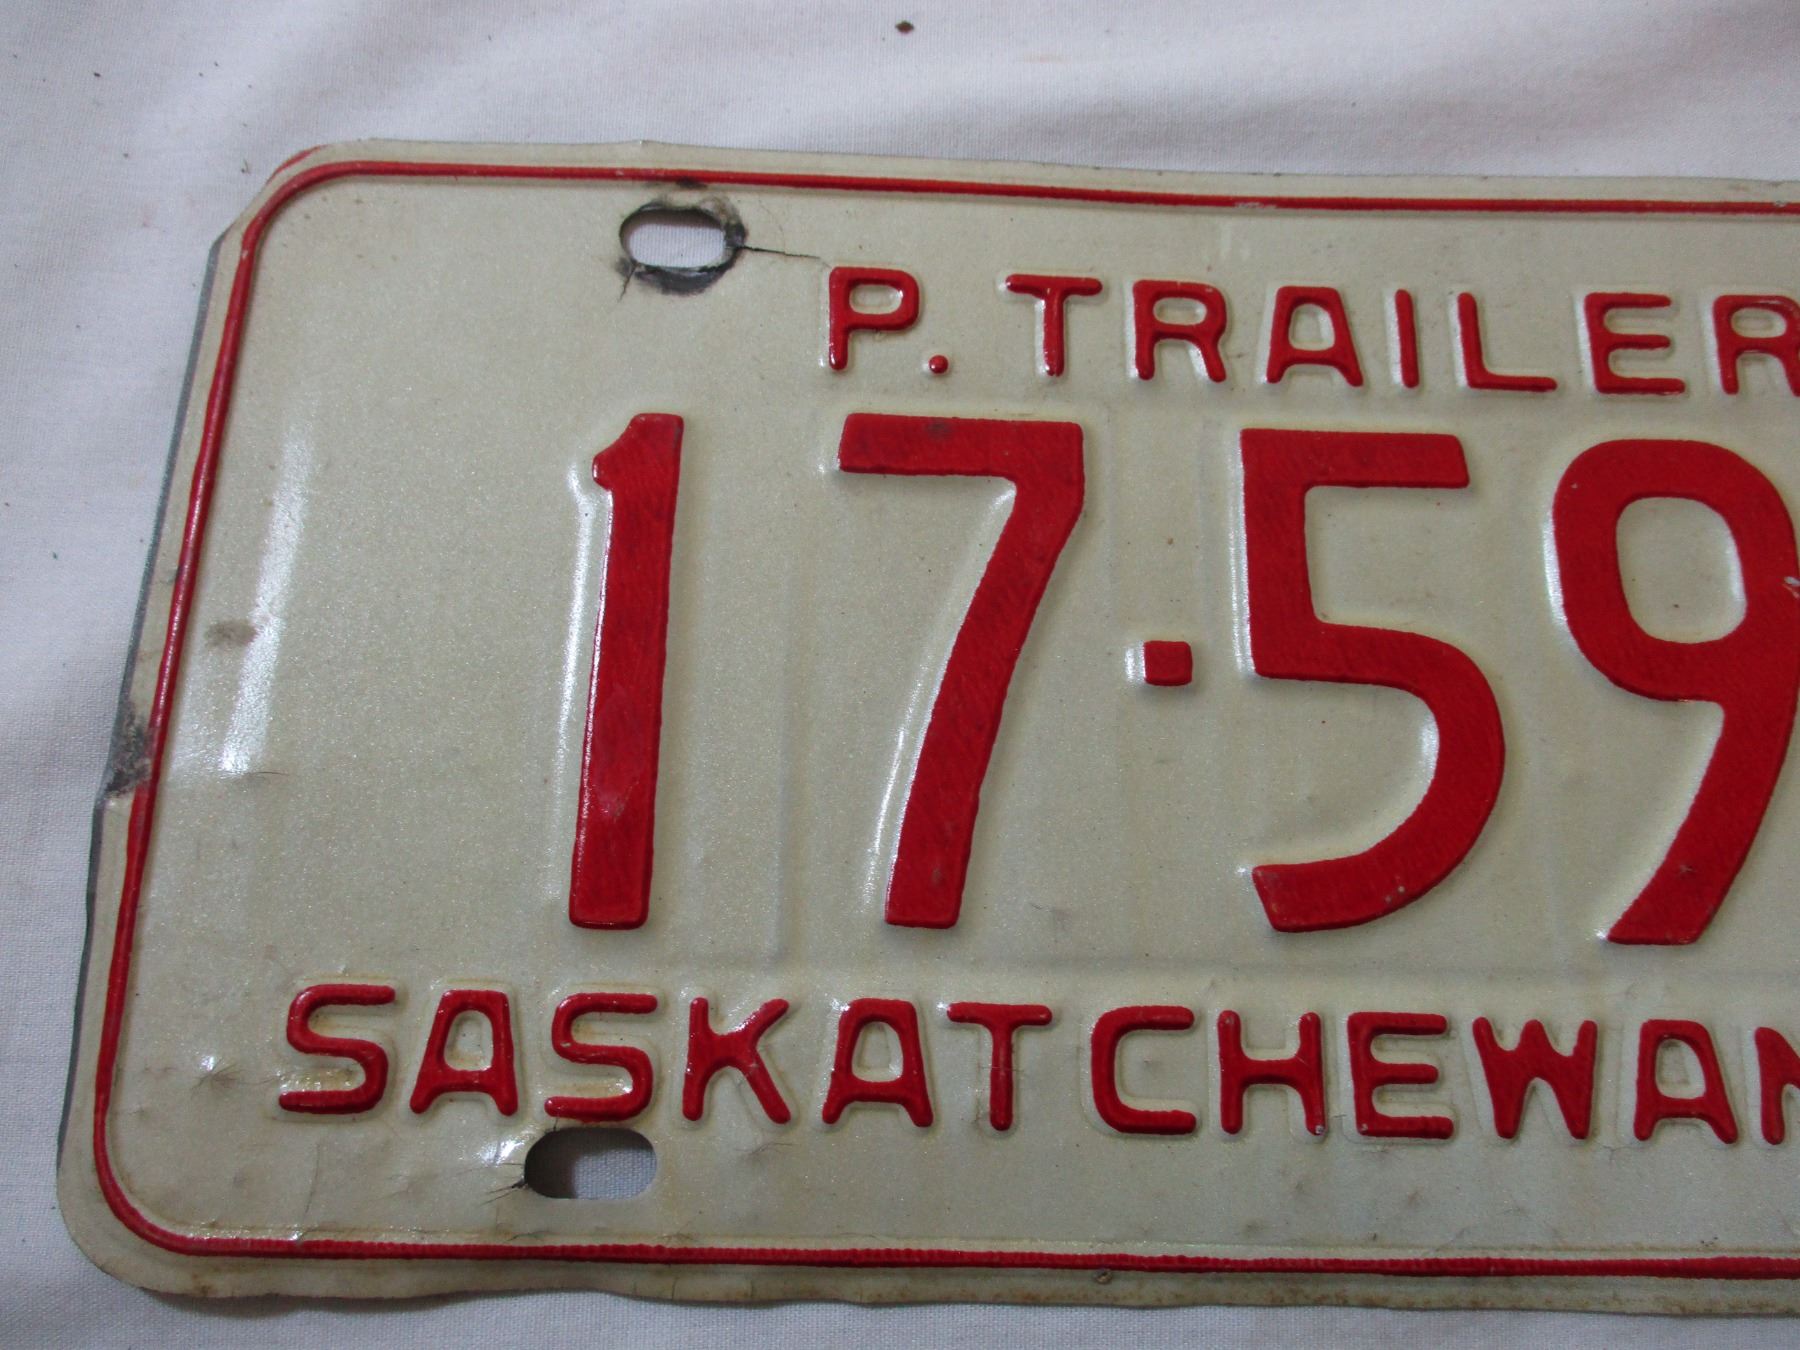 P. TRAILER
17·59
SASKATCHEWAN